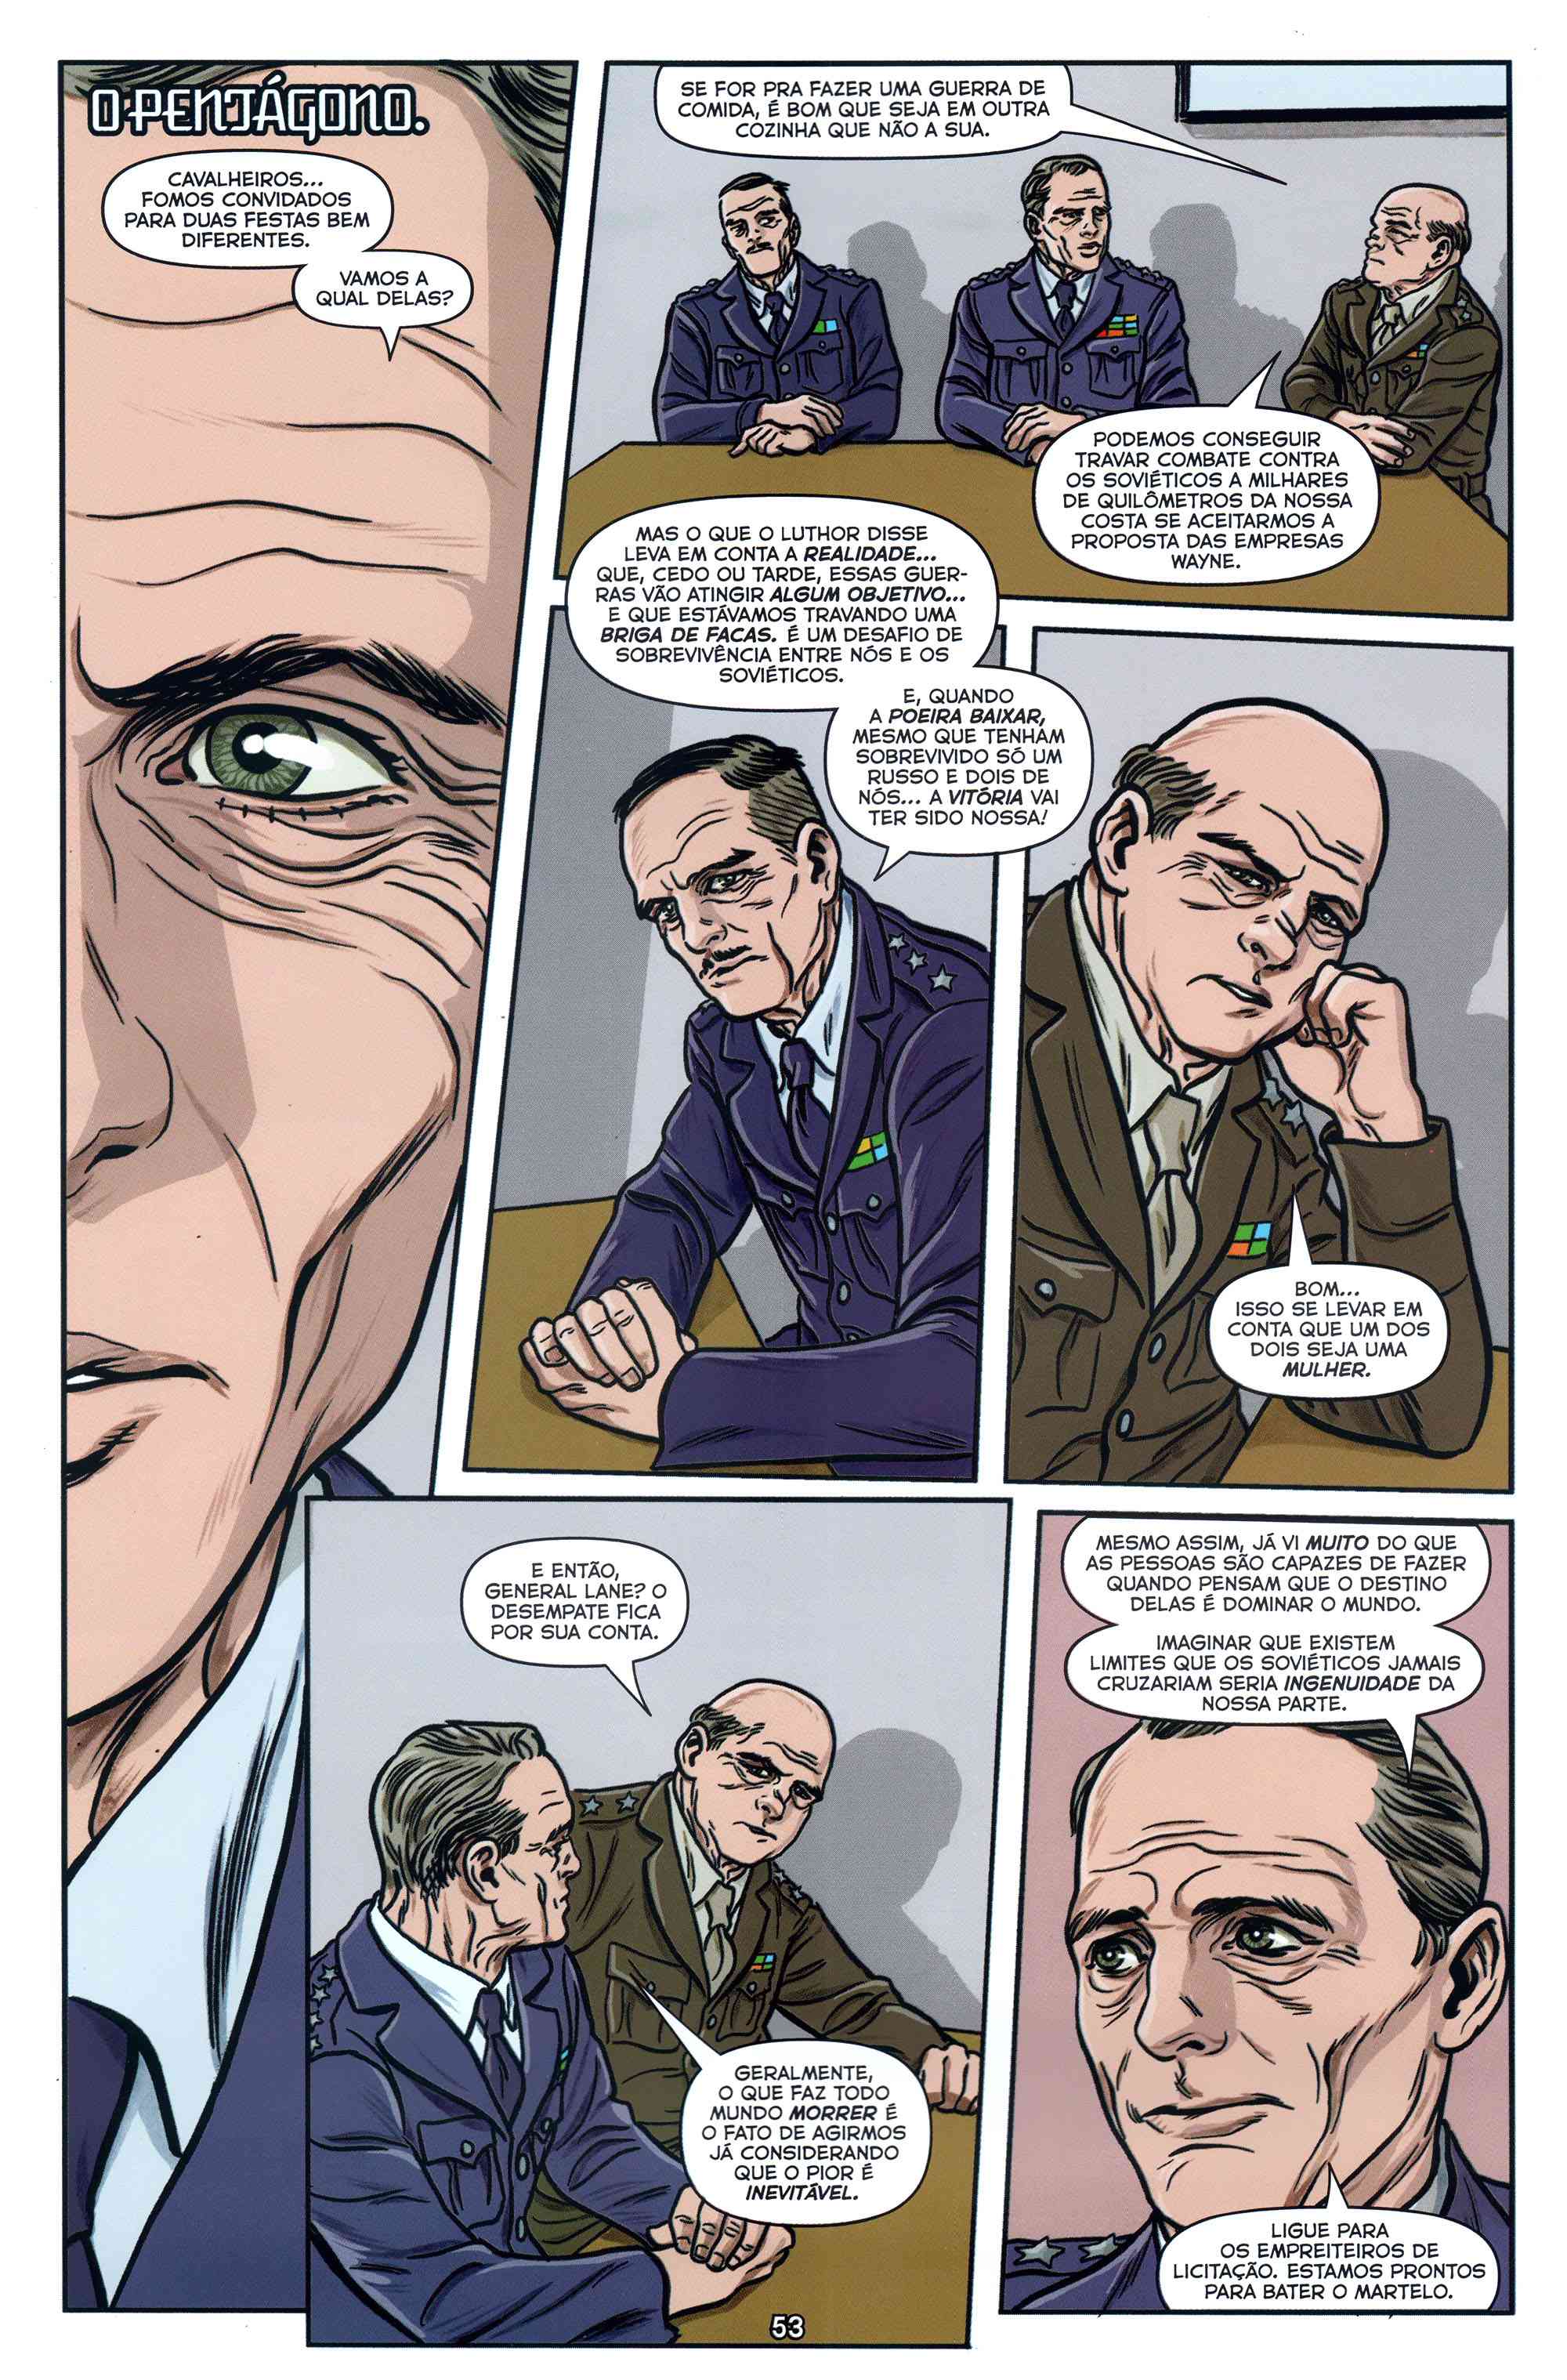 O PENTÁGONO.
CAVALHEIROS...
FOMOS CONVIDADOS
PARA DUAS FESTAS BEM
DIFERENTES.
VAMOS A
QUAL DELAS?
SE FOR PRA FAZER UMA GUERRA DE
COMIDA, É BOM QUE SEJA EM OUTRA
COZINHA QUE NÃO A SUA.
PODEMOS CONSEGUIR
TRAVAR COMBATE CONTRA
OS SOVIÉTICOS A MILHARES
DE QUILÔMETROS DA NOSSA
COSTA SE ACEITARMOS A
PROPOSTA DAS EMPRESAS
WAYNE.
MAS O QUE O LUTHOR DISSE
LEVA EM CONTA A REALIDADE...
QUE, CEDO OU TARDE, ESSAS GUER-
RAS VÃO ATINGIR ALGUM OBJETIVO...
E QUE ESTÁVAMOS TRAVANDO UMA
BRIGA DE FACAS. É UM DESAFIO DE
SOBREVIVÊNCIA ENTRE NÓS E OS
SOVIÉTICOS.
E, QUANDO
A POEIRA BAIXAR,
MESMO QUE TENHAM
SOBREVIVIDO SÓ UM
RUSSO E DOIS DE
NÓS... A VITÓRIA VAI
TER SIDO NOSSA!
BOM...
ISSO SE LEVAR EM
CONTA QUE UM DOS
DOIS SEJA UMA
MULHER.
E ENTÃO,
GENERAL LANE? O
DESEMPATE FICA
POR SUA CONTA.
GERALMENTE,
O QUE FAZ TODO
MUNDO MORRER É
O FATO DE AGIRMOS
JÁ CONSIDERANDO
QUE O PIOR É
INEVITÁVEL.
MESMO ASSIM, JÁ VI MUITO DO QUE
AS PESSOAS SÃO CAPAZES DE FAZER
QUANDO PENSAM QUE O DESTINO
DELAS É DOMINAR O MUNDO.
IMAGINAR QUE EXISTEM
LIMITES QUE OS SOVIÉTICOS JAMAIS
CRUZARIAM SERIA INGENUIDADE DA
NOSSA PARTE.
LIGUE PARA
OS EMPREITEIROS DE
LICITAÇÃO. ESTAMOS PRONTOS
PARA BATER O MARTELO.
53